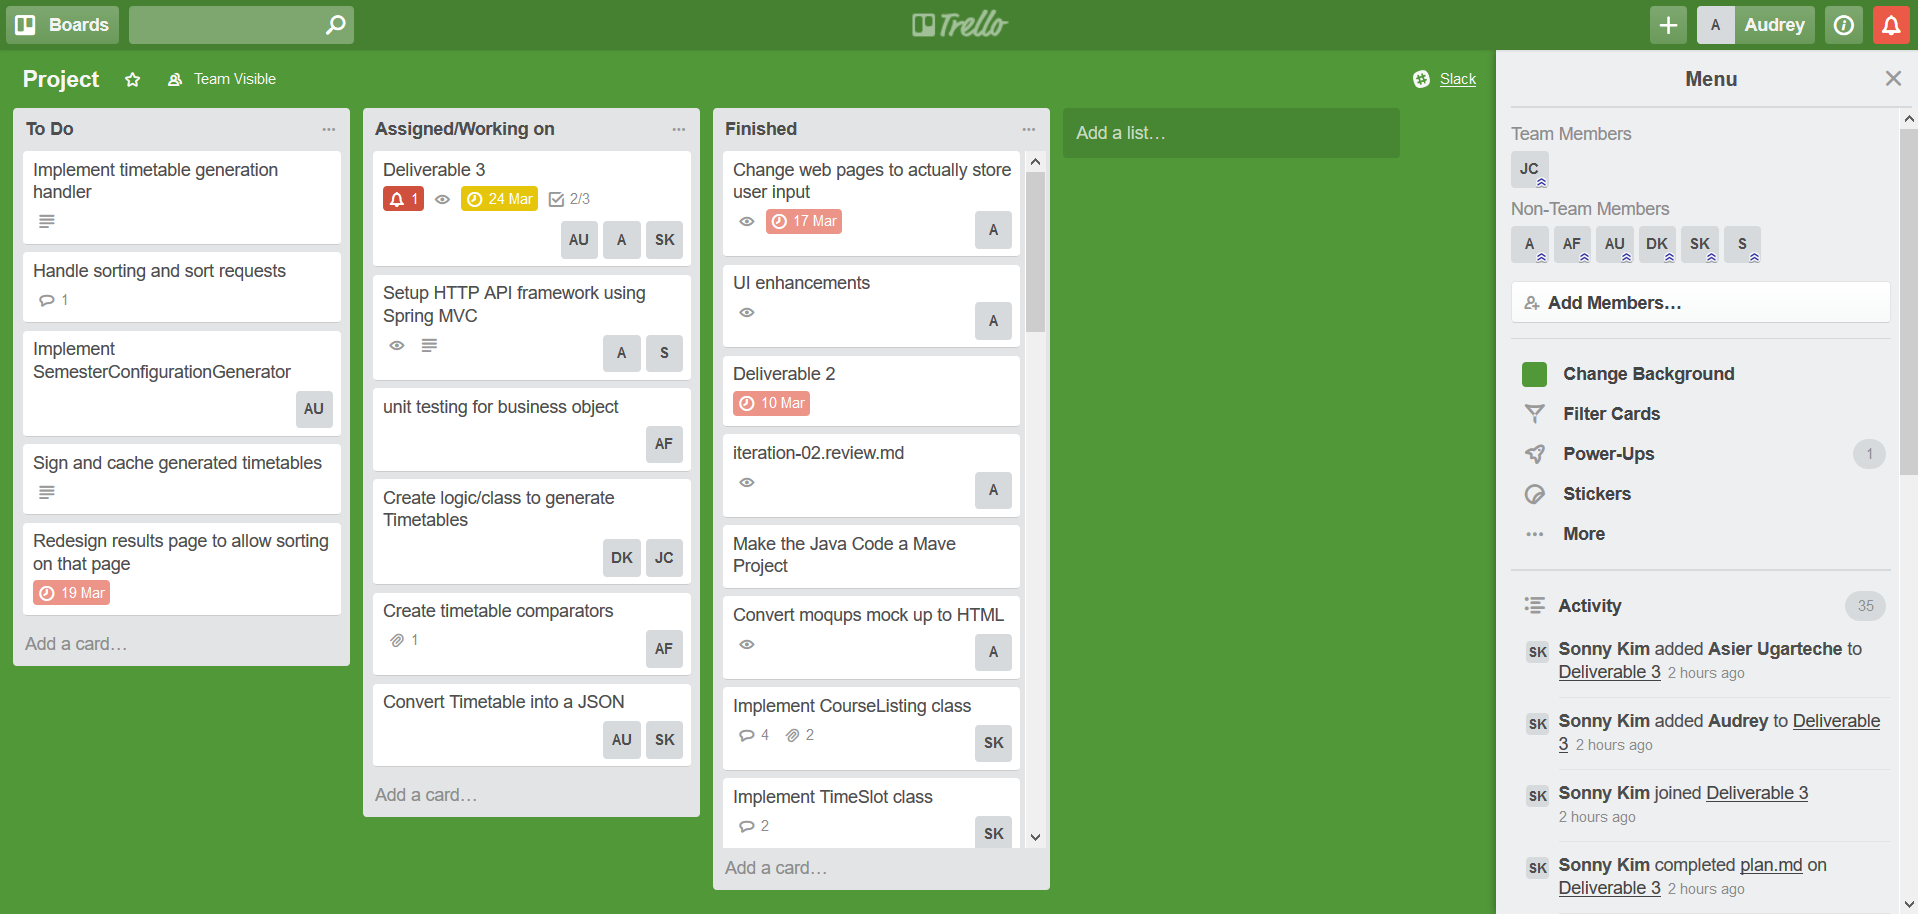 Boards
Trello
A Audrey
Project
Team Visible
Slack
To Do
Implement timetable generation
handler
Handle sorting and sort requests
1
Implement
SemesterConfigurationGenerator
AU
Sign and cache generated timetables
Redesign results page to allow sorting
on that page
19 Mar
Add a card...
Assigned/Working on
Deliverable 3
1 24 Mar 2/3
AU A SK
Setup HTTP API framework using
Spring MVC
A S
unit testing for business object
AF
Create logic/class to generate
Timetables
DK JC
Create timetable comparators
1
AF
Convert Timetable into a JSON
AU SK
Add a card...
Finished
Change web pages to actually store
user input
17 Mar
A
UI enhancements
A
Deliverable 2
10 Mar
iteration-02.review.md
A
Make the Java Code a Mave
Project
Convert moqups mock up to HTML
A
Implement CourseListing class
4 2
SK
Implement TimeSlot class
2
SK
Add a card...
Add a list...
Menu
Team Members
JC
Non-Team Members
A AF AU DK SK S
Add Members...
Change Background
Filter Cards
Power-Ups 1
Stickers
More
Activity 35
SK Sonny Kim added Asier Ugarteche to
Deliverable 3 2 hours ago
SK Sonny Kim added Audrey to Deliverable
3 2 hours ago
SK Sonny Kim joined Deliverable 3
2 hours ago
SK Sonny Kim completed plan.md on
Deliverable 3 2 hours ago